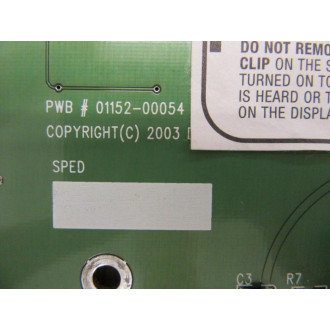 DO NOT REMO
CLIP ON THE S
TURNED ON TO
IS HEARD OR T
ON THE DISPLA
PWB # 01152-00054
COPYRIGHT(C) 2003
SPED
C3
R7